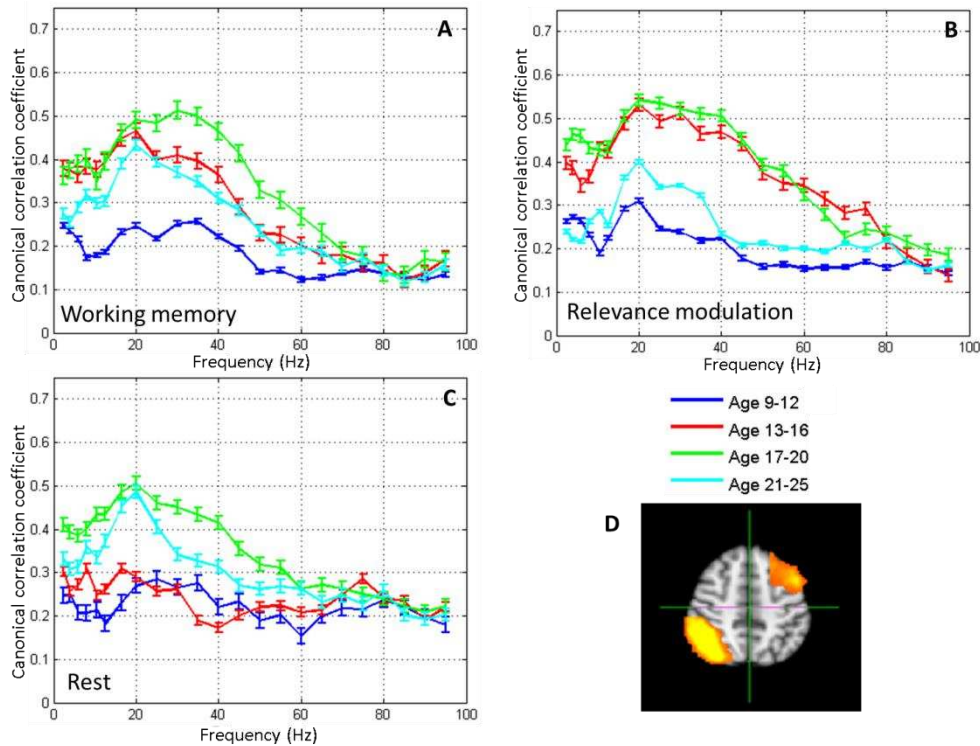 A
Canonical correlation coefficient
0.7
0.6
0.5
0.4
0.3
0.2
0.1
0
Working memory
0 20 40 60 80 100
Frequency (Hz)
B
Canonical correlation coefficient
0.7
0.6
0.5
0.4
0.3
0.2
0.1
0
Relevance modulation
0 20 40 60 80 100
Frequency (Hz)
C
Canonical correlation coefficient
0.7
0.6
0.5
0.4
0.3
0.2
0.1
0
Rest
0 20 40 60 80 100
Frequency (Hz)
Age 9-12
Age 13-16
Age 17-20
Age 21-25
D